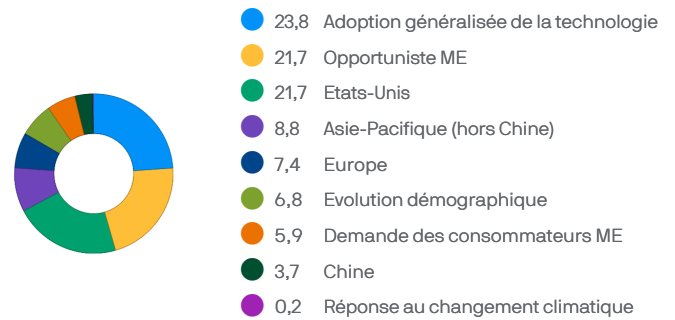 23,8 Adoption généralisée de la technologie
21,7 Opportuniste ME
21,7 Etats-Unis
8,8 Asie-Pacifique (hors Chine)
7,4 Europe
6,8 Evolution démographique
5,9 Demande des consommateurs ME
3,7 Chine
0,2 Réponse au changement climatique